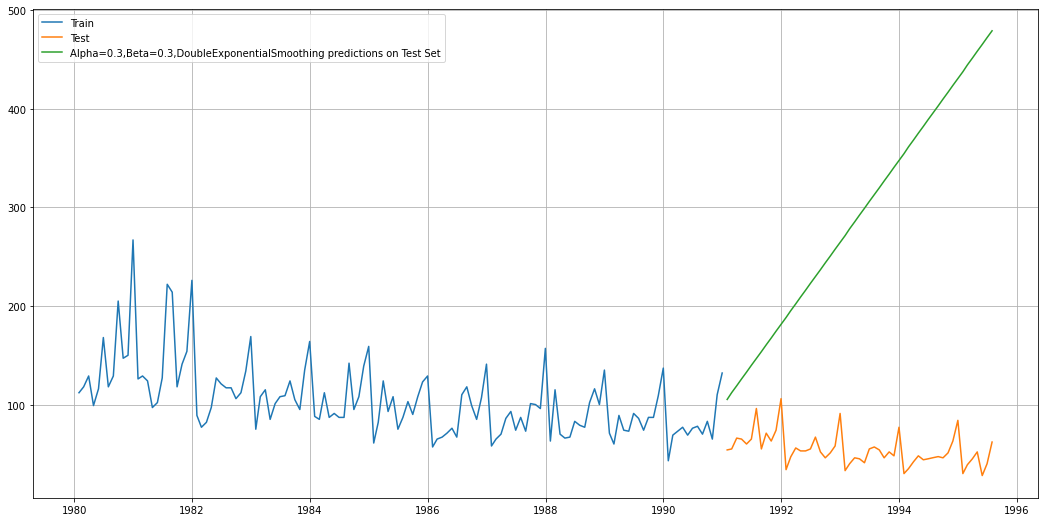 500
Train
Test
Alpha=0.3,Beta=0.3,DoubleExponentialSmoothing predictions on Test Set
400
300
200
100
1980 1982 1984 1986 1988 1990 1992 1994 1996